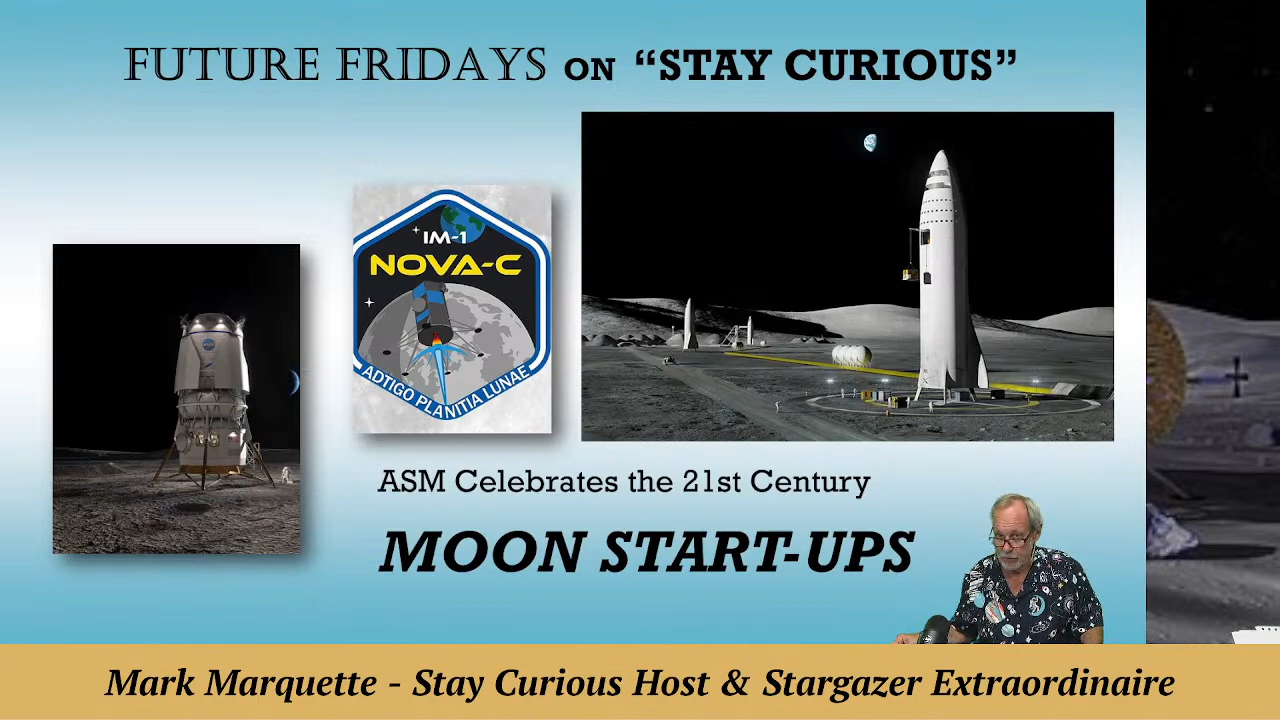 FUTURE FRIDAYS ON “STAY CURIOUS”
IM-1
NOVA-C
ADTIGO PLANITIA LUNAE
ASM Celebrates the 21st Century
MOON START-UPS
Mark Marquette - Stay Curious Host & Stargazer Extraordinaire